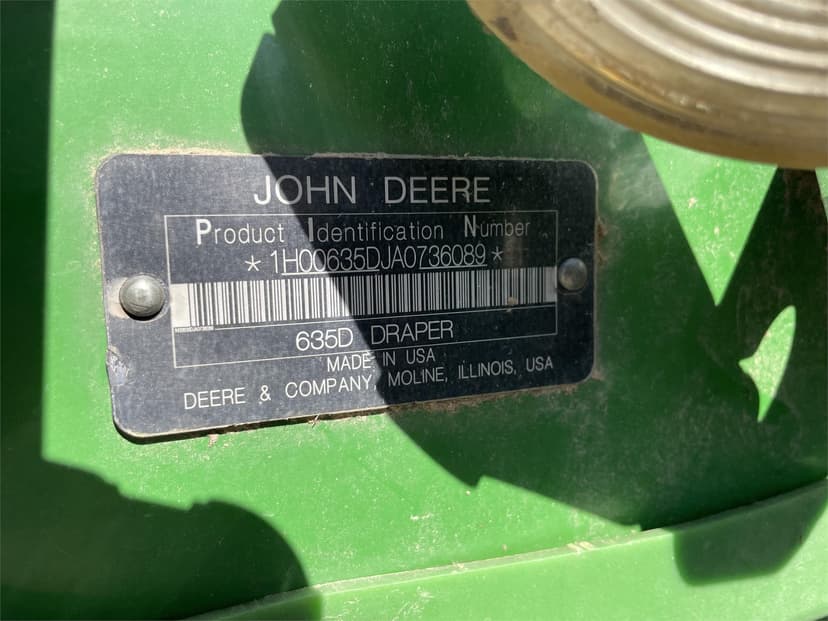 JOHN DEERE
Product Identification Number
*1H00635DJA0736089*
635D DRAPER
MADE IN USA
DEERE & COMPANY, MOLINE, ILLINOIS, USA